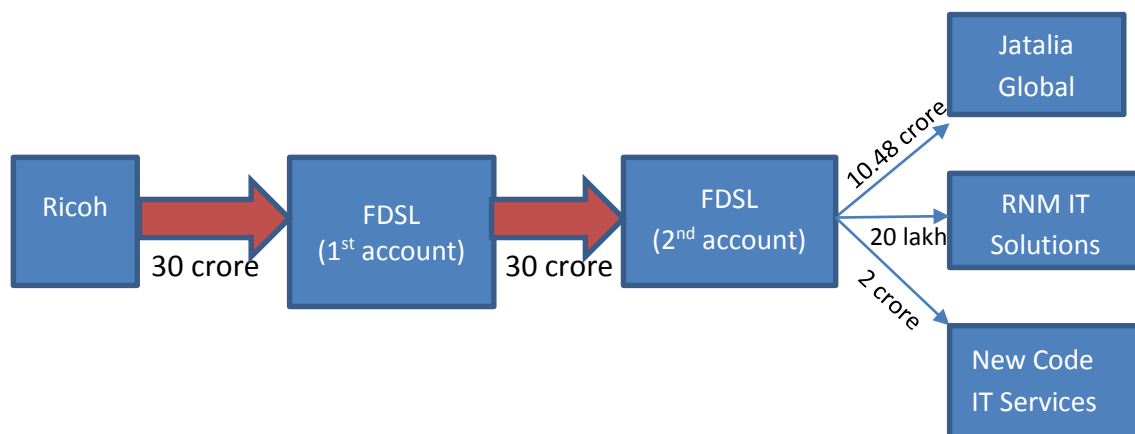 Ricoh
30 crore
FDSL
(1st account)
30 crore
FDSL
(2nd account)
10.48 crore
20 lakh
2 crore
Jatalia
Global
RNM IT
Solutions
New Code
IT Services